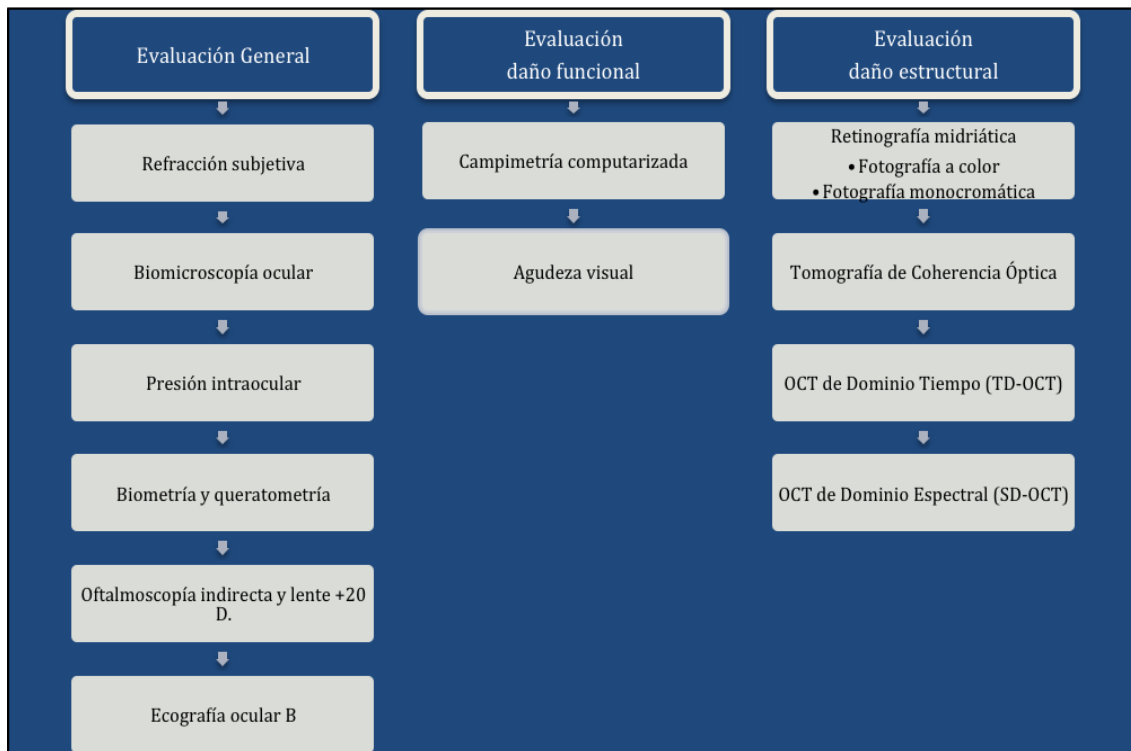 Evaluación General
Refracción subjetiva
Biomicroscopía ocular
Presión intraocular
Biometría y queratometría
Oftalmoscopía indirecta y lente +20
D.
Ecografía ocular B
Evaluación
daño funcional
Campimetría computarizada
Agudeza visual
Evaluación
daño estructural
Retinografía midriática
• Fotografía a color
• Fotografía monocromática
Tomografía de Coherencia Óptica
OCT de Dominio Tiempo (TD-OCT)
OCT de Dominio Espectral (SD-OCT)